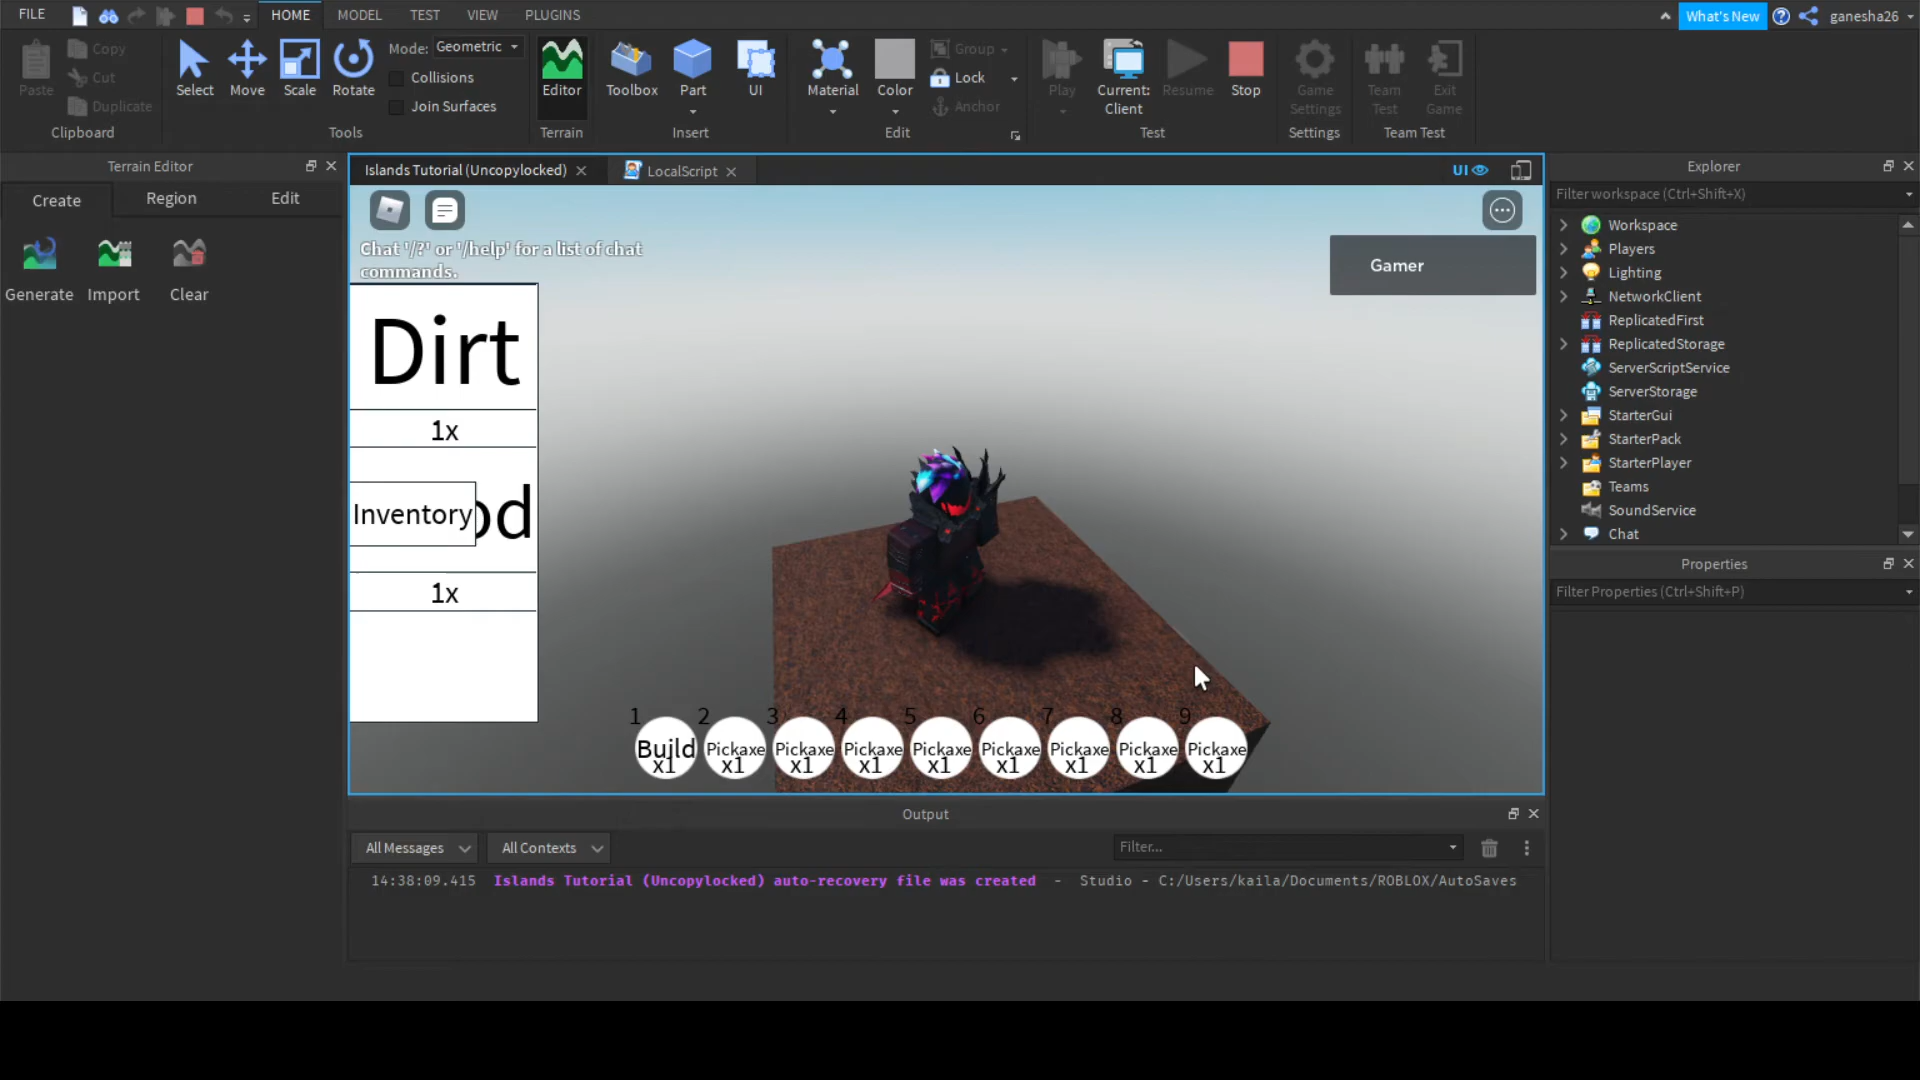 FILE
HOME
MODEL
TEST
VIEW
PLUGINS
What's New
ganesha26
Paste
Copy
Cut
Duplicate
Clipboard
Select
Move
Scale
Rotate
Mode: Geometric
Collisions
Join Surfaces
Tools
Editor
Terrain
Toolbox
Part
UI
Insert
Material
Color
Group
Lock
Anchor
Edit
Play
Current:
Client
Resume
Stop
Test
Game
Settings
Settings
Team
Test
Exit
Game
Team Test
Terrain Editor
Create
Region
Edit
Generate
Import
Clear
Islands Tutorial (Uncopylocked)
LocalScript
UI
Chat '/?' or '/help' for a list of chat
commands.
Gamer
Dirt
1x
Inventory
od
1x
1 2 3 4 5 6 7 8 9
Build Pickaxe Pickaxe Pickaxe Pickaxe Pickaxe Pickaxe Pickaxe Pickaxe
x1 x1 x1 x1 x1 x1 x1 x1 x1
Output
All Messages
All Contexts
Filter...
14:38:09.415 Islands Tutorial (Uncopylocked) auto-recovery file was created - Studio - C:/Users/kaila/Documents/ROBLOX/AutoSaves
Explorer
Filter workspace (Ctrl+Shift+X)
Workspace
Players
Lighting
NetworkClient
ReplicatedFirst
ReplicatedStorage
ServerScriptService
ServerStorage
StarterGui
StarterPack
StarterPlayer
Teams
SoundService
Chat
Properties
Filter Properties (Ctrl+Shift+P)